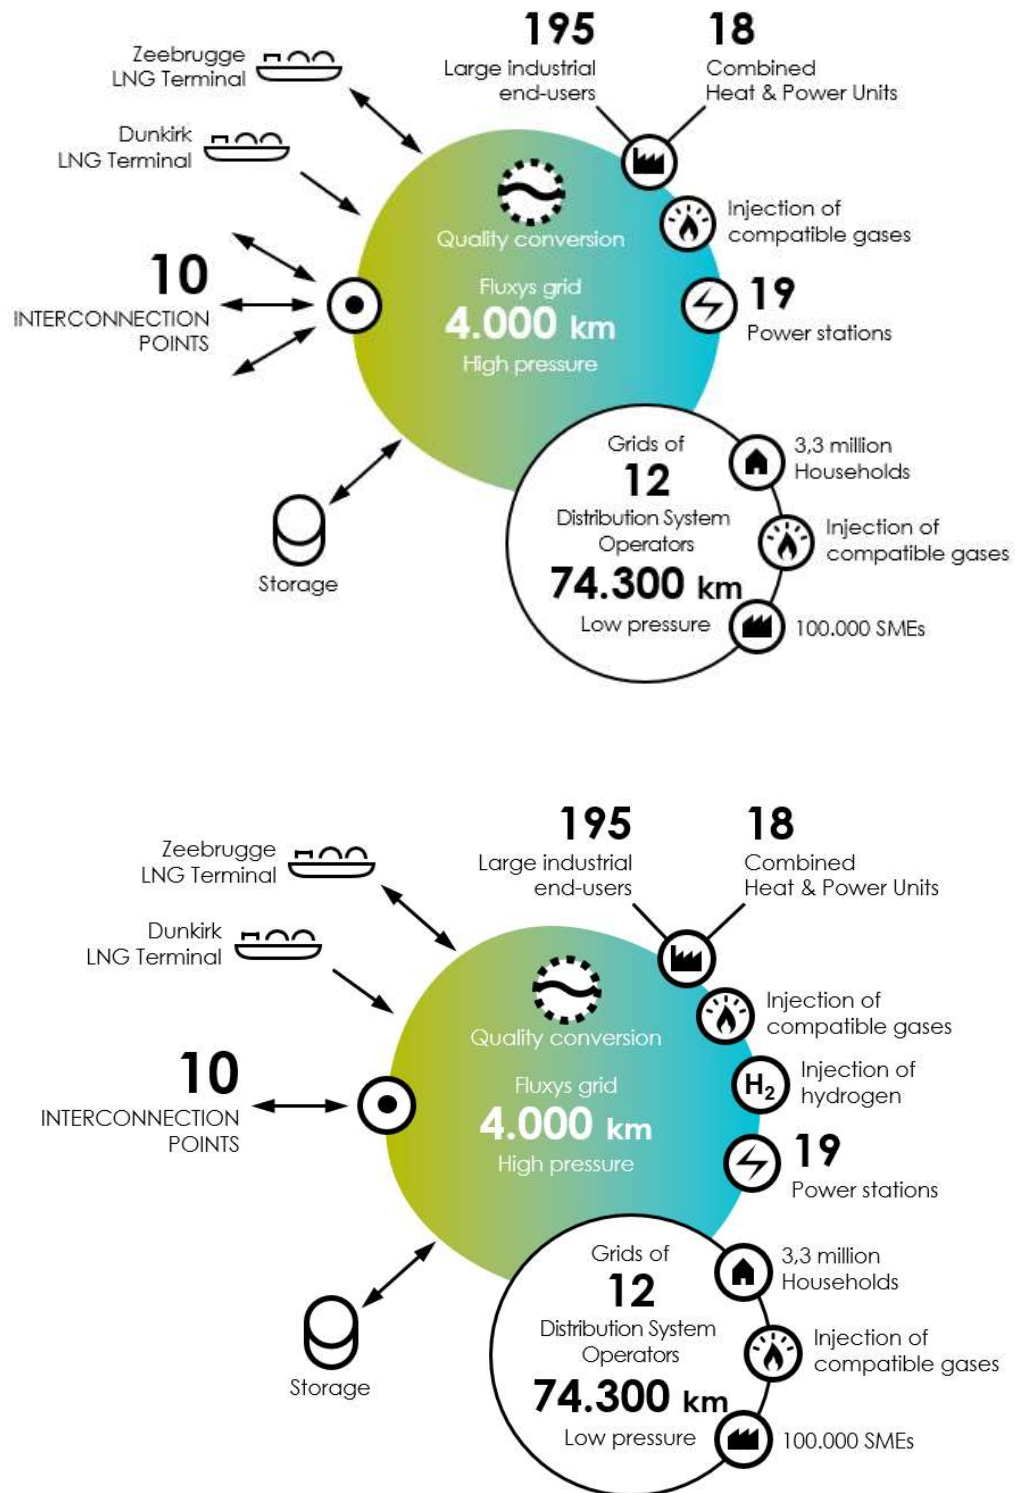 195
Large industrial
end-users
18
Combined
Heat & Power Units
Zeebrugge
LNG Terminal
Dunkirk
LNG Terminal
Injection of
compatible gases
Quality conversion
10
INTERCONNECTION
POINTS
Fluxys grid
4.000 km
High pressure
19
Power stations
Grids of
12
Distribution System
Operators
74.300 km
Low pressure
3,3 million
Households
Injection of
compatible gases
100.000 SMEs
Storage
195
Large industrial
end-users
18
Combined
Heat & Power Units
Zeebrugge
LNG Terminal
Dunkirk
LNG Terminal
Injection of
compatible gases
Quality conversion
H₂
Injection of
hydrogen
10
INTERCONNECTION
POINTS
Fluxys grid
4.000 km
High pressure
19
Power stations
Grids of
12
Distribution System
Operators
74.300 km
Low pressure
3,3 million
Households
Injection of
compatible gases
100.000 SMEs
Storage